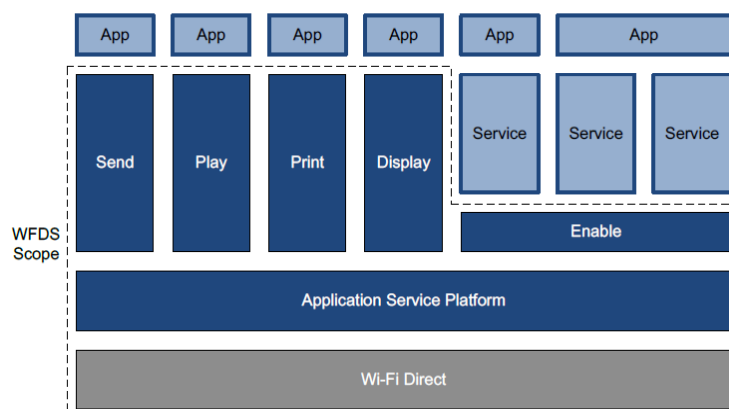 App App App App App App
Send Play Print Display Service Service Service
WFDS
Scope
Enable
Application Service Platform
Wi-Fi Direct